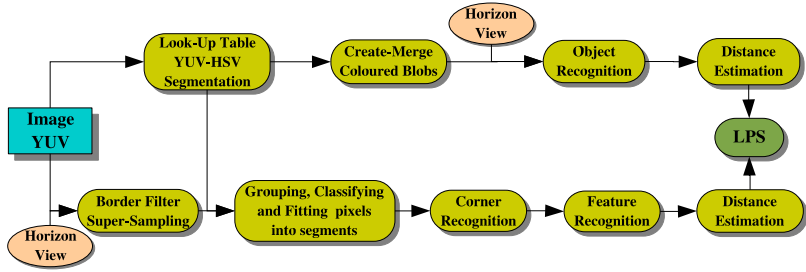 Look-Up Table
YUV-HSV
Segmentation
Create-Merge
Coloured Blobs
Horizon
View
Object
Recognition
Distance
Estimation
Image
YUV
LPS
Border Filter
Super-Sampling
Grouping, Classifying
and Fitting pixels
into segments
Corner
Recognition
Feature
Recognition
Distance
Estimation
Horizon
View